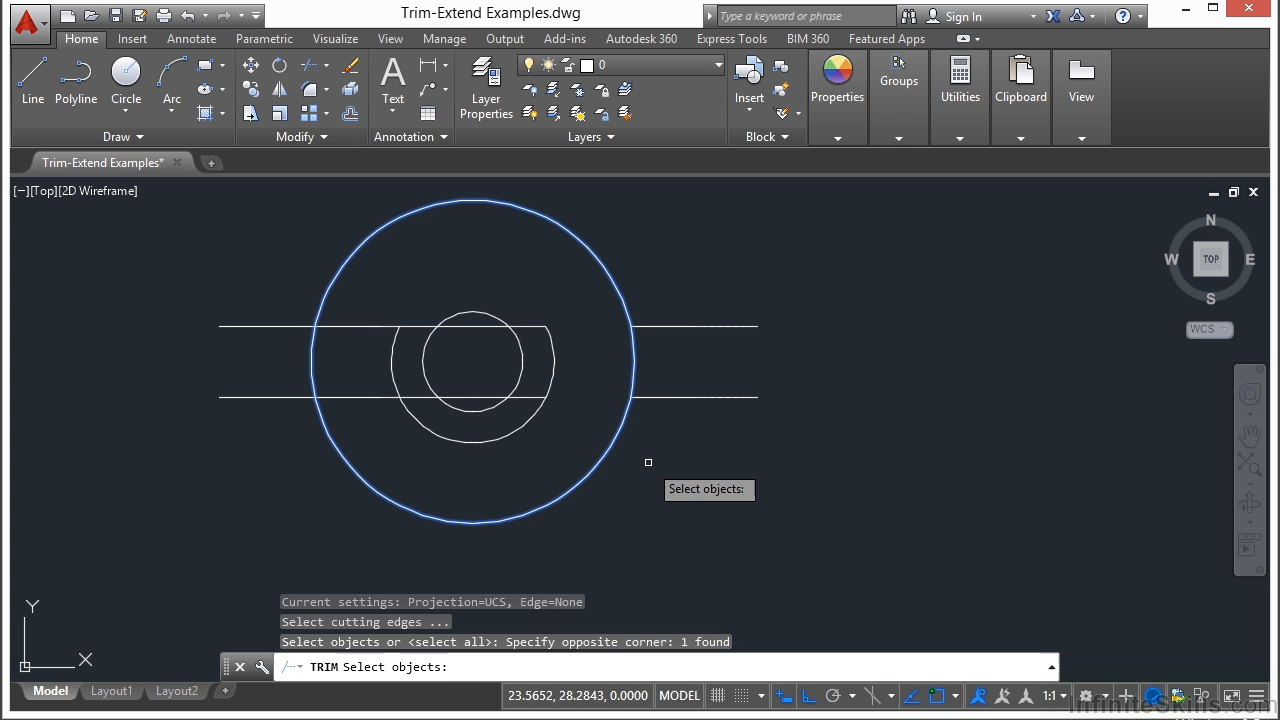 Trim-Extend Examples.dwg
Type a keyword or phrase
Sign In
Home Insert Annotate Parametric Visualize View Manage Output Add-ins Autodesk 360 Express Tools BIM 360 Featured Apps
0
Line Polyline Circle Arc
Text
Layer
Properties
Insert
Properties
Groups
Utilities
Clipboard
View
Draw Modify Annotation Layers Block
Trim-Extend Examples*
[−][Top][2D Wireframe]
N
W TOP E
S
WCS
Select objects:
Current settings: Projection=UCS, Edge=None
Select cutting edges ...
Select objects or <select all>: Specify opposite corner: 1 found
TRIM Select objects:
Y
X
Model Layout1 Layout2
23.5652, 28.2843, 0.0000 MODEL 1:1
InfiniteSkills.com